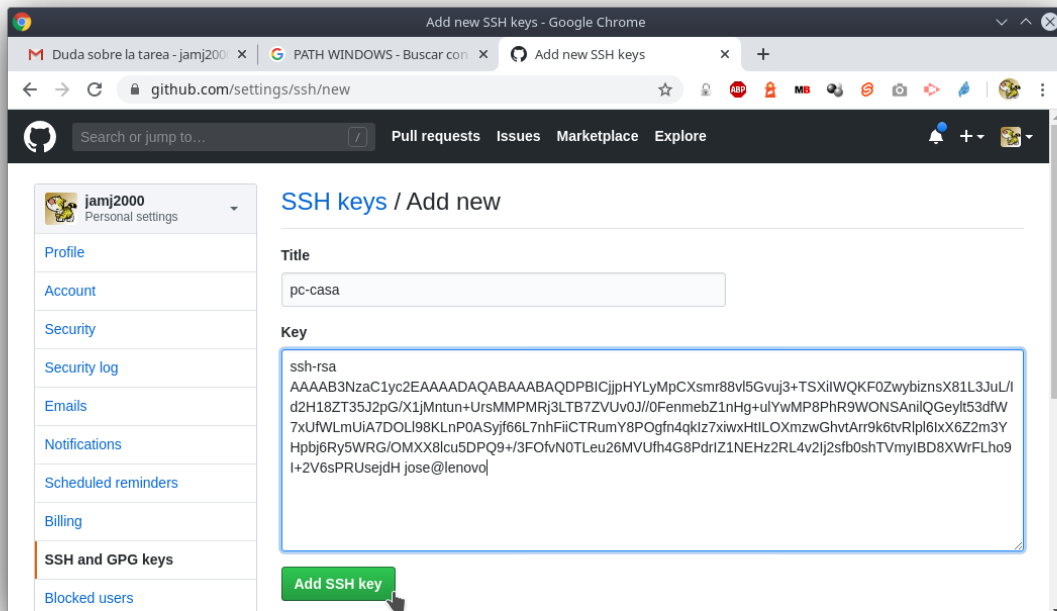 Add new SSH keys - Google Chrome
Duda sobre la tarea - jamj200
PATH WINDOWS - Buscar con
Add new SSH keys
github.com/settings/ssh/new
ABP
MB
Search or jump to…
/
Pull requests
Issues
Marketplace
Explore
jamj2000
Personal settings
Profile
Account
Security
Security log
Emails
Notifications
Scheduled reminders
Billing
SSH and GPG keys
Blocked users
SSH keys / Add new
Title
pc-casa
Key
ssh-rsa
AAAAB3NzaC1yc2EAAAADAQABAAABAQDPBICjjpHYLyMpCXsmr88vl5Gvuj3+TSXiIWQKF0ZwybiznsX81L3JuL/I
d2H18ZT35J2pG/X1jMntun+UrsMMPMRj3LTB7ZVUv0J//0FenmebZ1nHg+ulYwMP8PhR9WONSAnilQGeylt53dfW
7xUfWLmUiA7DOLl98KLnP0ASyjf66L7nhFiiCTRumY8POgfn4qkIz7xiwxHtILOXmzwGhvtArr9k6tvRlpl6IxX6Z2m3Y
Hpbj6Ry5WRG/OMXX8lcu5DPQ9+/3FOfvN0TLeu26MVUfh4G8PdrIZ1NEHz2RL4v2Ij2sfb0shTVmyIBD8XWrFLho9
I+2V6sPRUsejdH jose@lenovo
Add SSH key